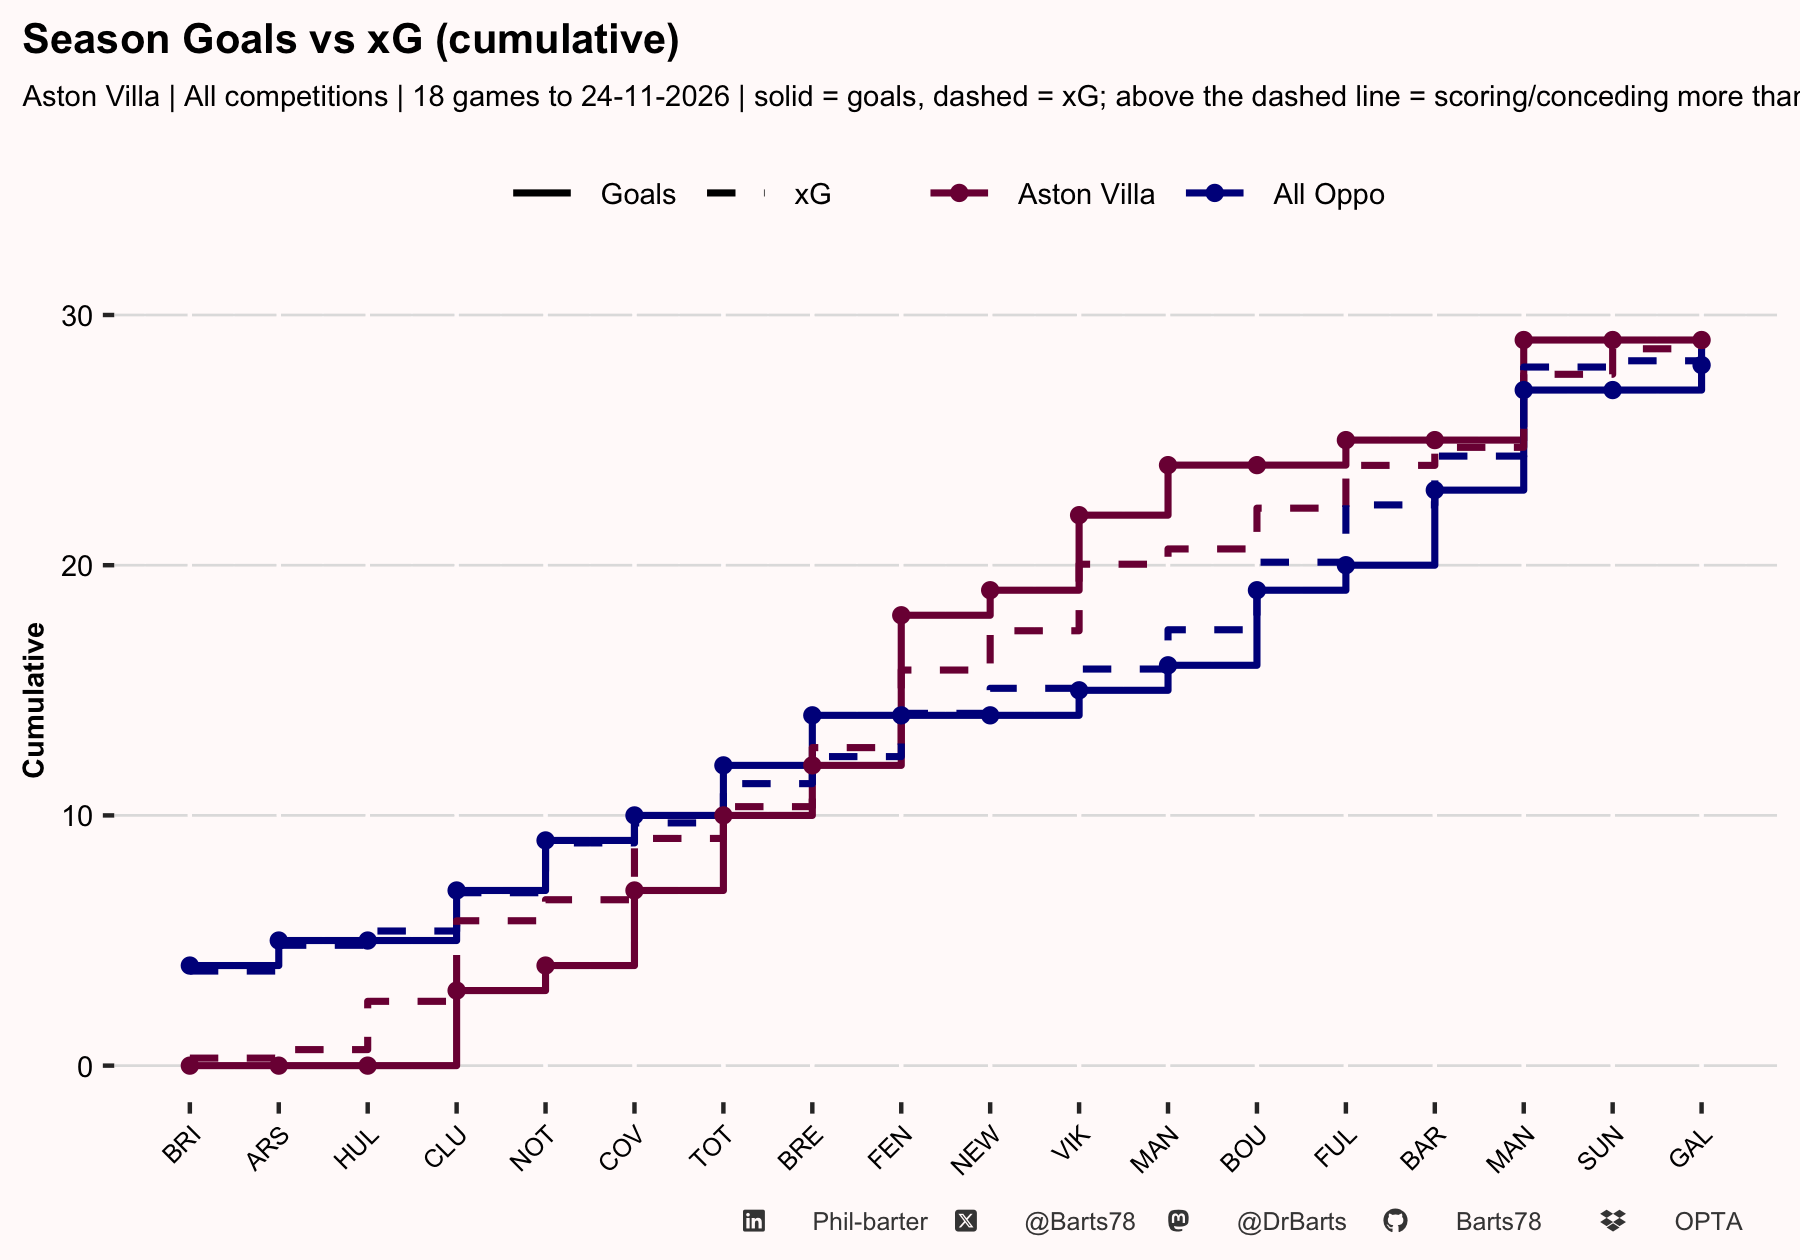 Season Goals vs xG (cumulative)
Aston Villa | All competitions | 18 games to 24-11-2026 | solid = goals, dashed = xG; above the dashed line = scoring/conceding more than
Goals xG Aston Villa All Oppo
30
20
10
0
Cumulative
BRI ARS HUL CLU NOT COV TOT BRE FEN NEW VIK MAN BOU FUL BAR MAN SUN GAL
Phil-barter @Barts78 @DrBarts Barts78 OPTA